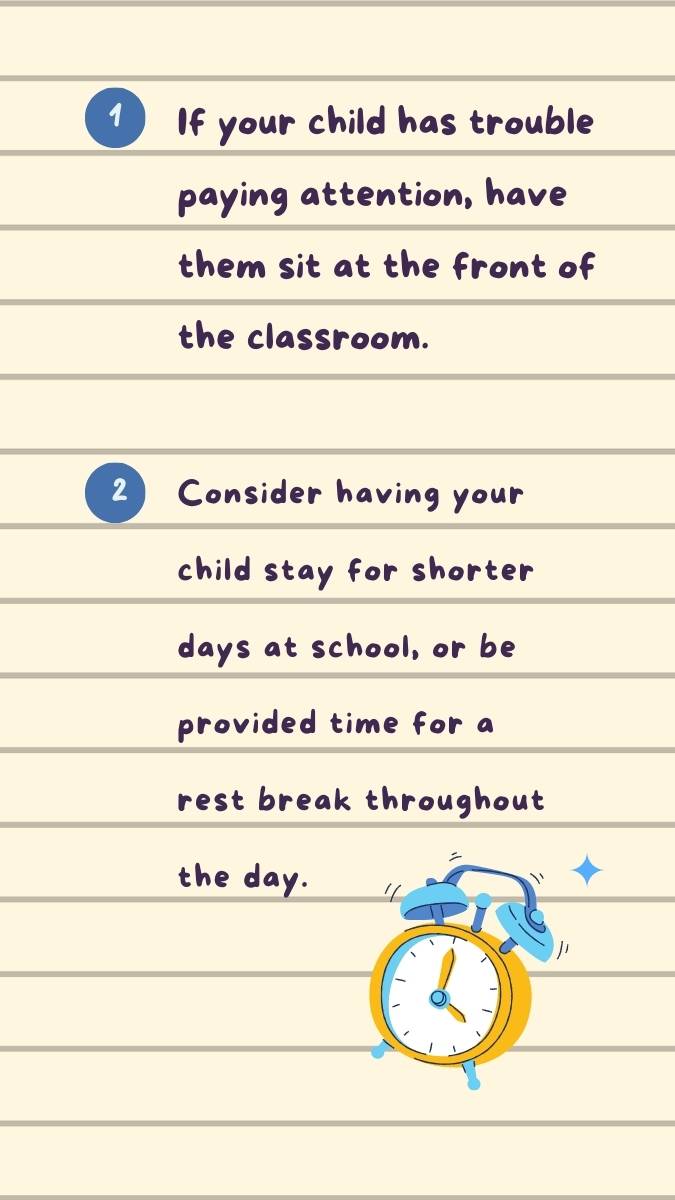 1 If your child has trouble
paying attention, have
them sit at the front of
the classroom.
2 Consider having your
child stay for shorter
days at school, or be
provided time for a
rest break throughout
the day.